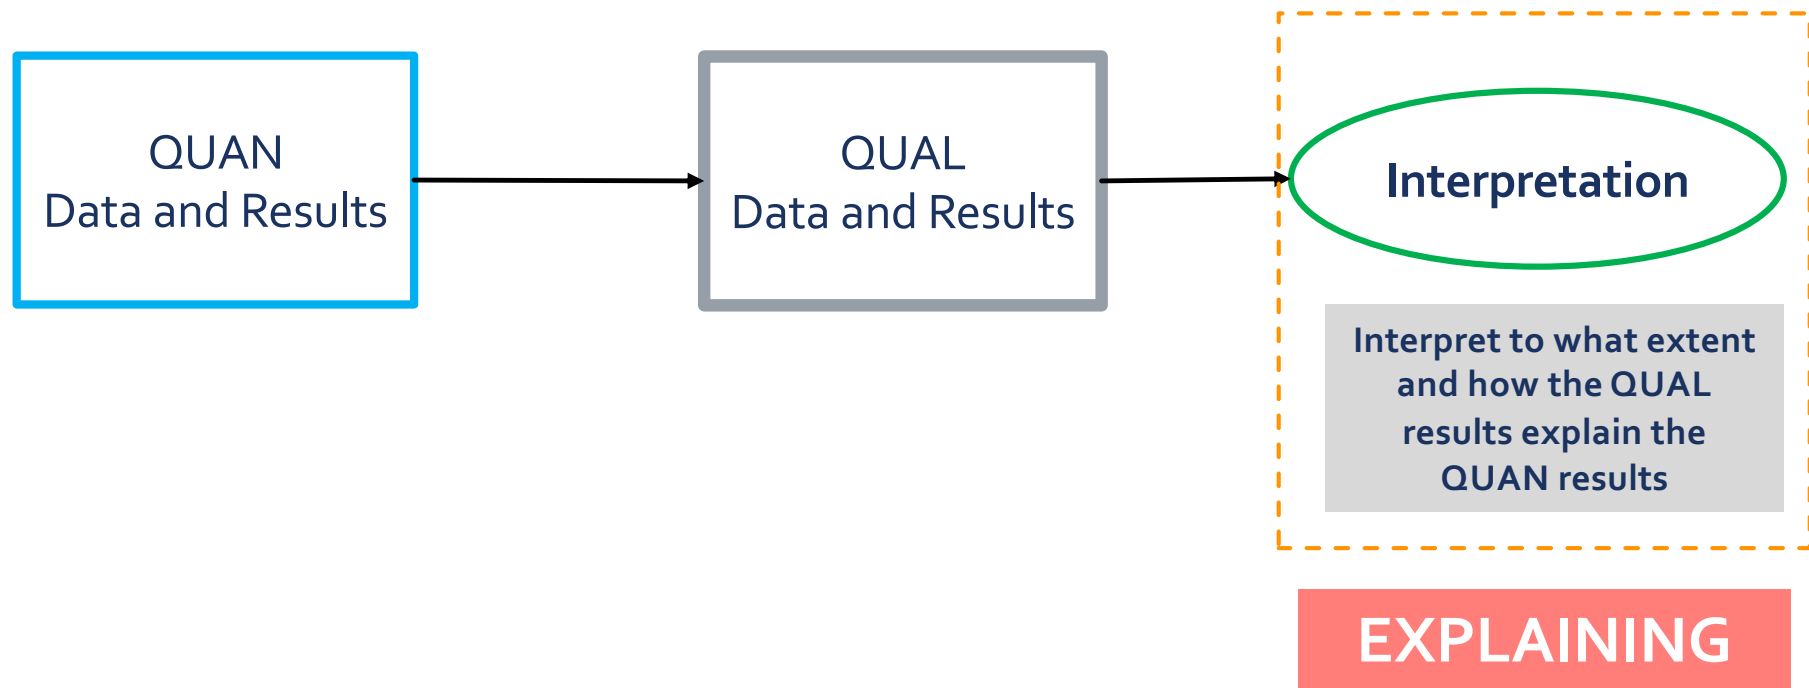 QUAN
Data and Results
QUAL
Data and Results
Interpretation
Interpret to what extent
and how the QUAL
results explain the
QUAN results
EXPLAINING